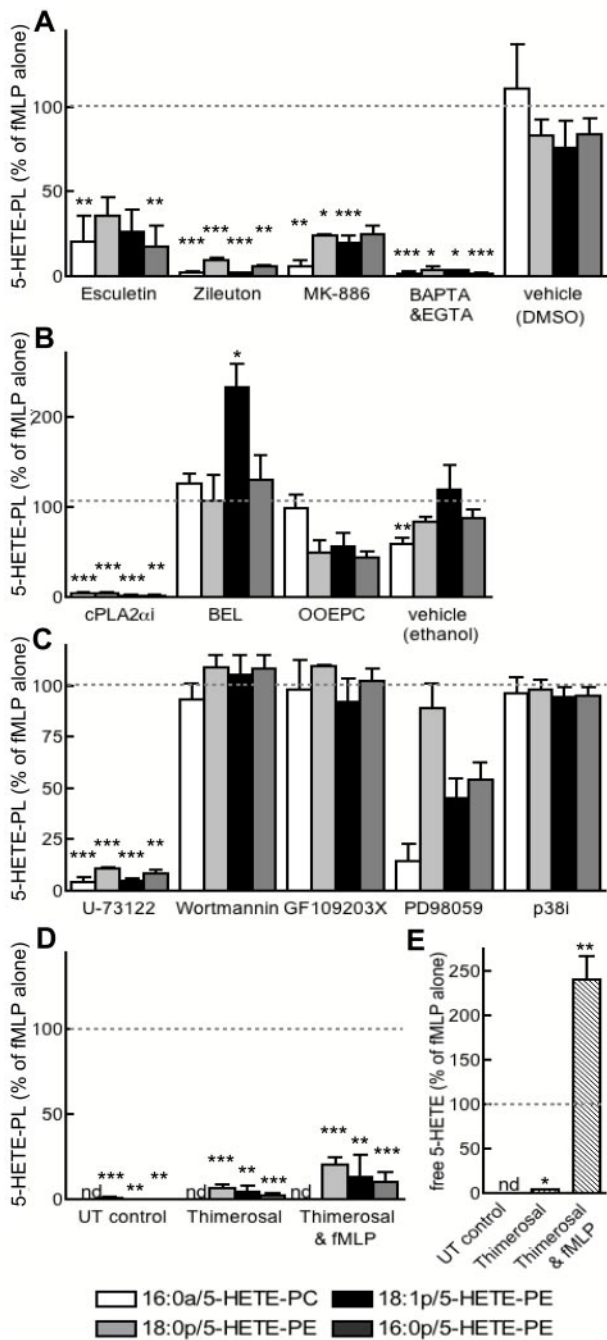 A
5-HETE-PL (% of fMLP alone)
100
50
0
** ** *** *** *** ** ** * *** *** * * ***
Esculetin Zileuton MK-886 BAPTA &EGTA vehicle (DMSO)
B
5-HETE-PL (% of fMLP alone)
200
100
0
*** *** *** ** * **
cPLA2αi BEL OOEPC vehicle (ethanol)
C
5-HETE-PL (% of fMLP alone)
100
75
50
25
0
*** *** *** **
U-73122 Wortmannin GF109203X PD98059 p38i
D
5-HETE-PL (% of fMLP alone)
100
50
0
nd *** ** ** nd *** ** *** nd *** ** ***
UT control Thimerosal Thimerosal & fMLP
E
free 5-HETE (% of fMLP alone)
250
200
150
100
50
0
nd * **
UT control Thimerosal Thimerosal & fMLP
16:0a/5-HETE-PC 18:1p/5-HETE-PE
18:0p/5-HETE-PE 16:0p/5-HETE-PE